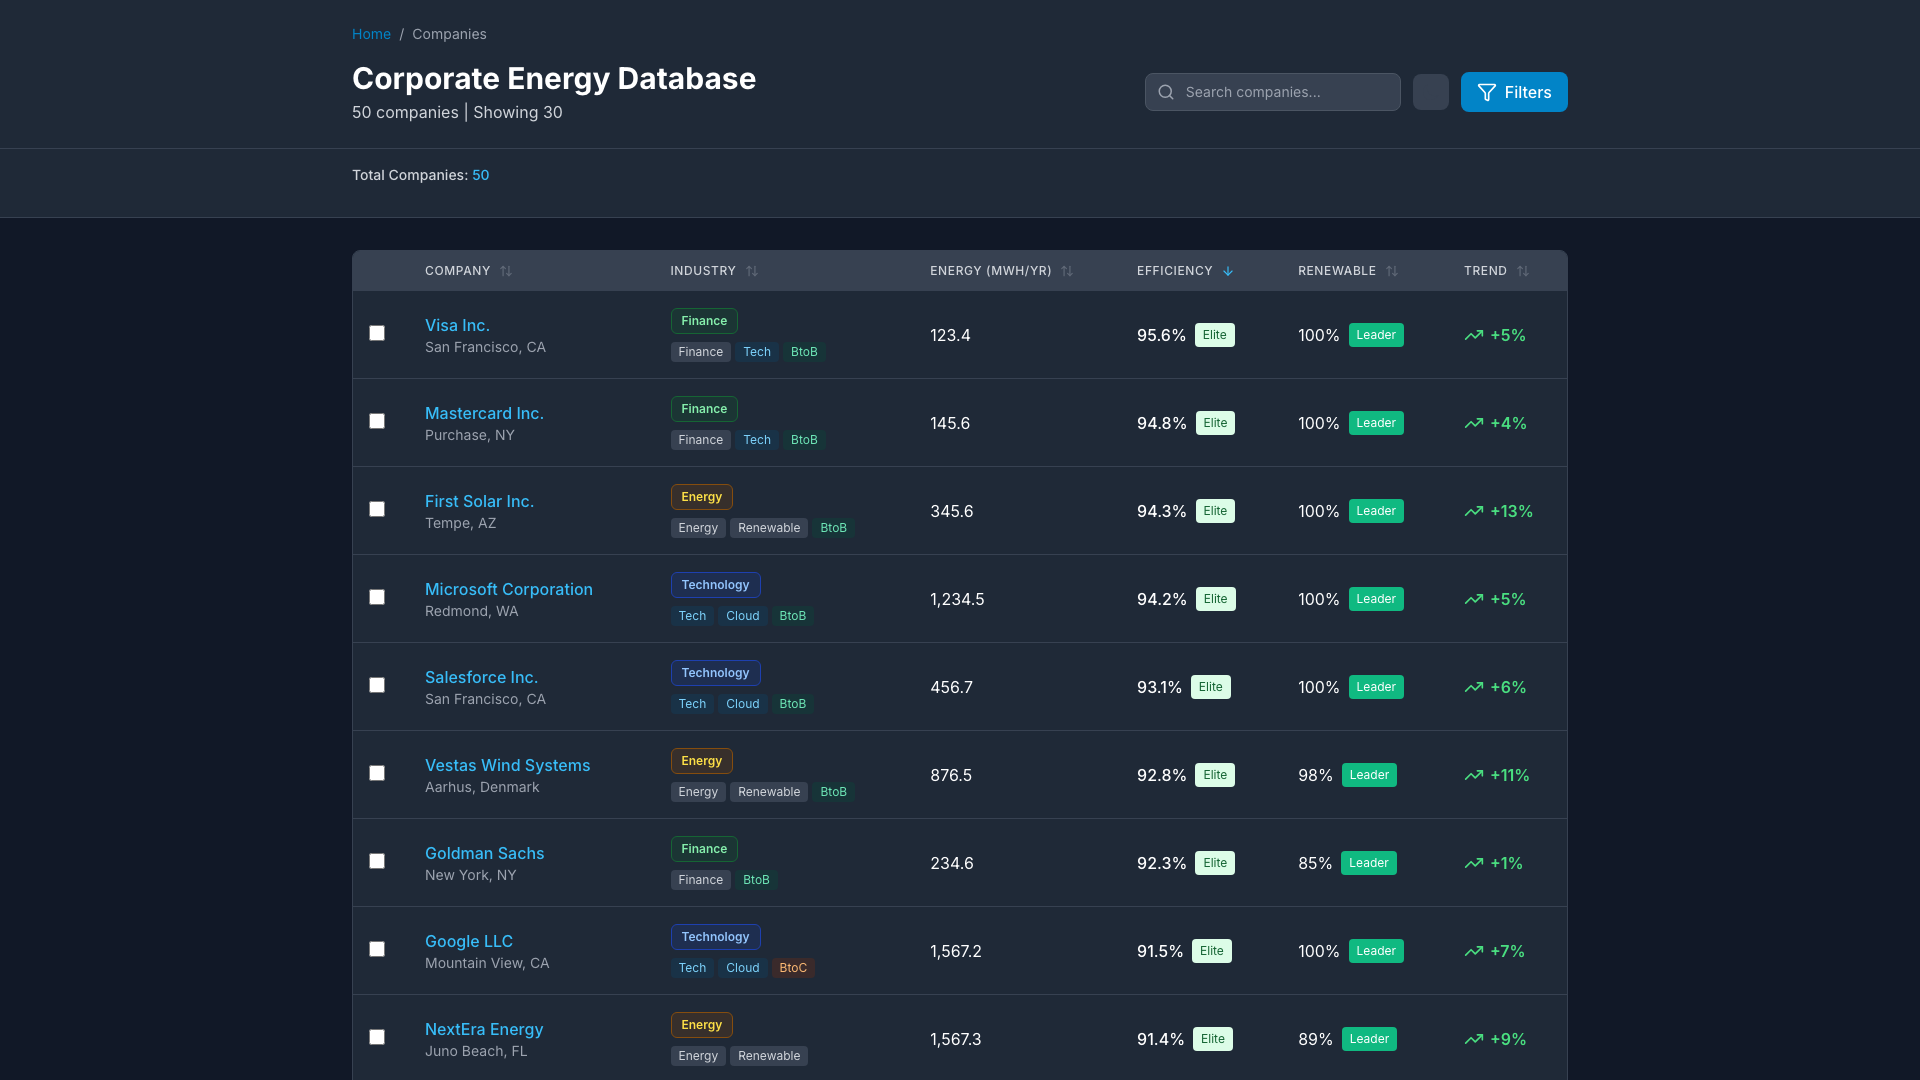 Home / Companies
Corporate Energy Database
50 companies | Showing 30
Search companies...
Filters
Total Companies: 50
COMPANY INDUSTRY ENERGY (MWH/YR) EFFICIENCY RENEWABLE TREND
Visa Inc.
San Francisco, CA
Finance
Finance Tech BtoB
123.4
95.6% Elite
100% Leader
+5%
Mastercard Inc.
Purchase, NY
Finance
Finance Tech BtoB
145.6
94.8% Elite
100% Leader
+4%
First Solar Inc.
Tempe, AZ
Energy
Energy Renewable BtoB
345.6
94.3% Elite
100% Leader
+13%
Microsoft Corporation
Redmond, WA
Technology
Tech Cloud BtoB
1,234.5
94.2% Elite
100% Leader
+5%
Salesforce Inc.
San Francisco, CA
Technology
Tech Cloud BtoB
456.7
93.1% Elite
100% Leader
+6%
Vestas Wind Systems
Aarhus, Denmark
Energy
Energy Renewable BtoB
876.5
92.8% Elite
98% Leader
+11%
Goldman Sachs
New York, NY
Finance
Finance BtoB
234.6
92.3% Elite
85% Leader
+1%
Google LLC
Mountain View, CA
Technology
Tech Cloud BtoC
1,567.2
91.5% Elite
100% Leader
+7%
NextEra Energy
Juno Beach, FL
Energy
Energy Renewable
1,567.3
91.4% Elite
89% Leader
+9%